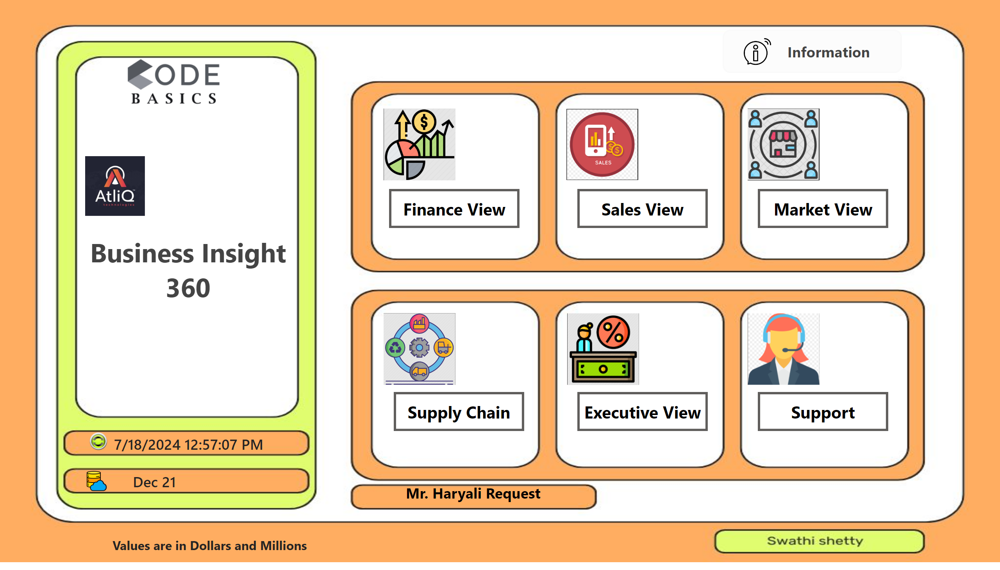 CODE
BASICS
AtliQ™
technologies
Business Insight
360
7/18/2024 12:57:07 PM
Dec 21
Values are in Dollars and Millions
Information
$
SALES
$ $
Finance View
Sales View
Market View
%
Supply Chain
Executive View
Support
Mr. Haryali Request
Swathi shetty